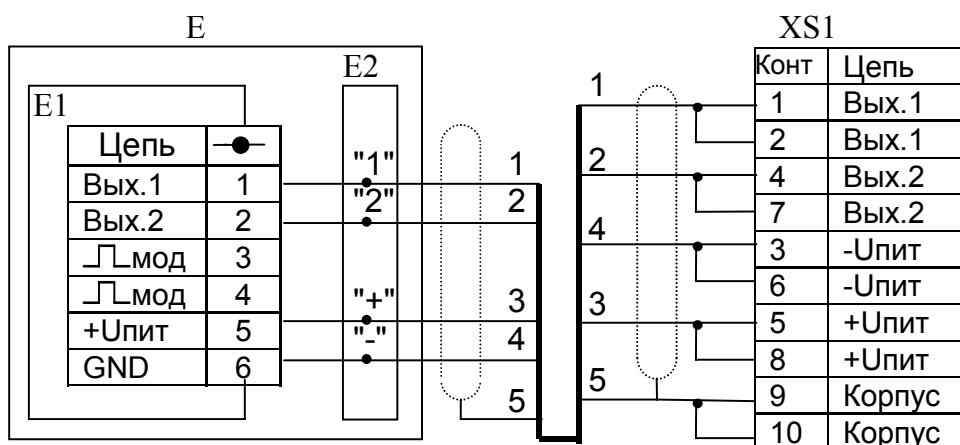 E
XS1
E1
E2
Цепь
Вых.1 1
Вых.2 2
мод 3
мод 4
+Uпит 5
GND 6
"1"
"2"
"+"
"-"
1
2
3
4
5
1
2
4
3
5
Конт Цепь
1 Вых.1
2 Вых.1
4 Вых.2
7 Вых.2
3 -Uпит
6 -Uпит
5 +Uпит
8 +Uпит
9 Корпус
10 Корпус